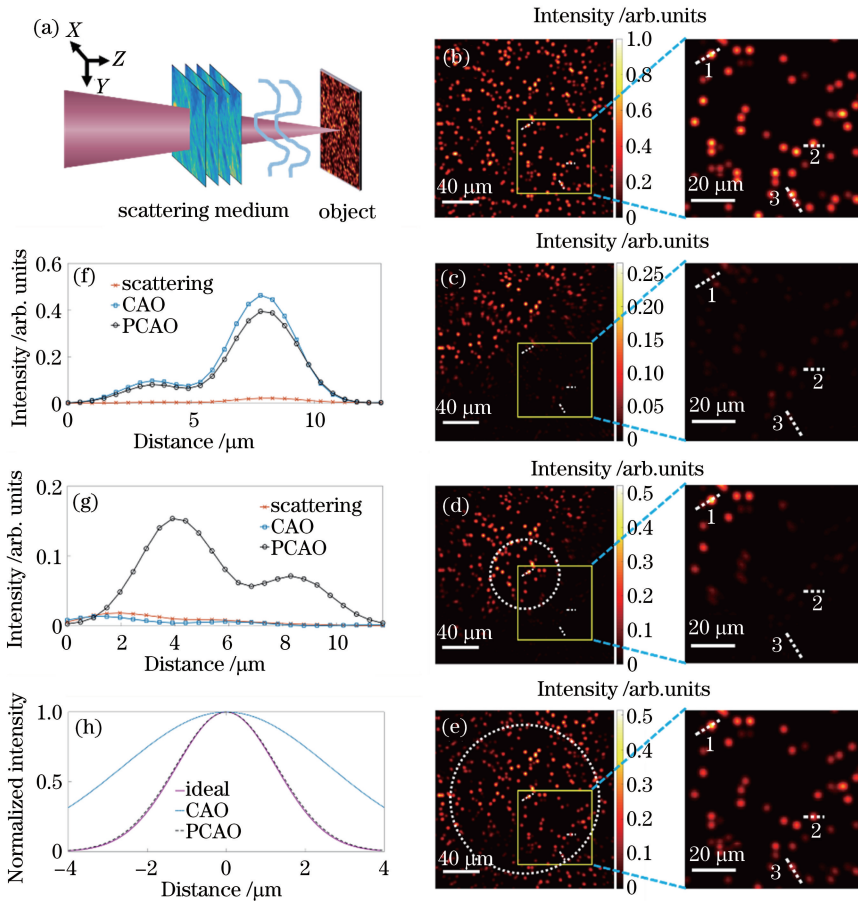 (a)
X
Z
Y
scattering medium
object
Intensity /arb.units
(b)
1.0
0.8
0.6
0.4
0.2
0
40 μm
1
2
3
20 μm
Intensity /arb.units
(c)
0.25
0.20
0.15
0.10
0.05
0
40 μm
1
2
3
20 μm
(f)
0.6
0.4
0.2
0
0
5
10
scattering
CAO
PCAO
Intensity /arb. units
Distance /μm
Intensity /arb.units
(d)
0.5
0.4
0.3
0.2
0.1
0
40 μm
1
2
3
20 μm
(g)
0.2
0.1
0
0
2
4
6
8
10
scattering
CAO
PCAO
Intensity /arb. units
Distance /μm
Intensity /arb.units
(e)
0.5
0.4
0.3
0.2
0.1
0
40 μm
1
2
3
20 μm
(h)
1.0
0.5
0
−4
−2
0
2
4
ideal
CAO
PCAO
Normalized intensity
Distance /μm